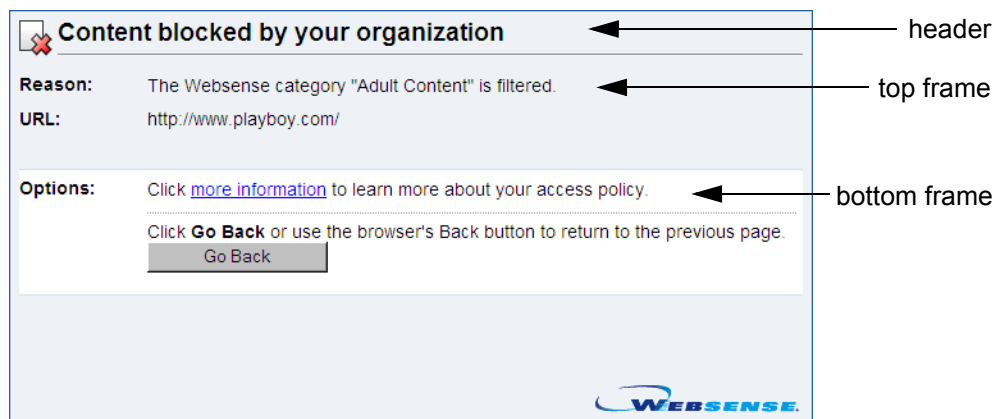 Content blocked by your organization
header
Reason: The Websense category "Adult Content" is filtered.
top frame
URL: http://www.playboy.com/
Options: Click more information to learn more about your access policy.
bottom frame
Click Go Back or use the browser's Back button to return to the previous page.
Go Back
WEBSENSE.